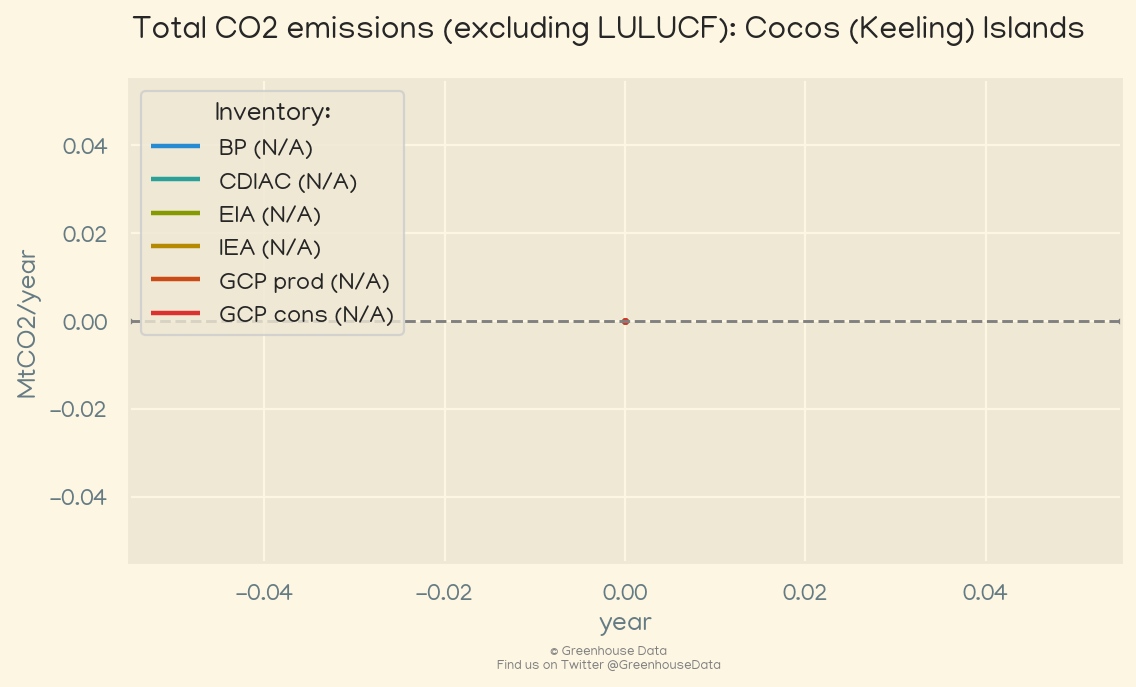 Total CO2 emissions (excluding LULUCF): Cocos (Keeling) Islands
Inventory:
BP (N/A)
CDIAC (N/A)
EIA (N/A)
IEA (N/A)
GCP prod (N/A)
GCP cons (N/A)
0.04
0.02
0.00
−0.02
−0.04
MtCO2/year
−0.04 −0.02 0.00 0.02 0.04
year
© Greenhouse Data
Find us on Twitter @GreenhouseData